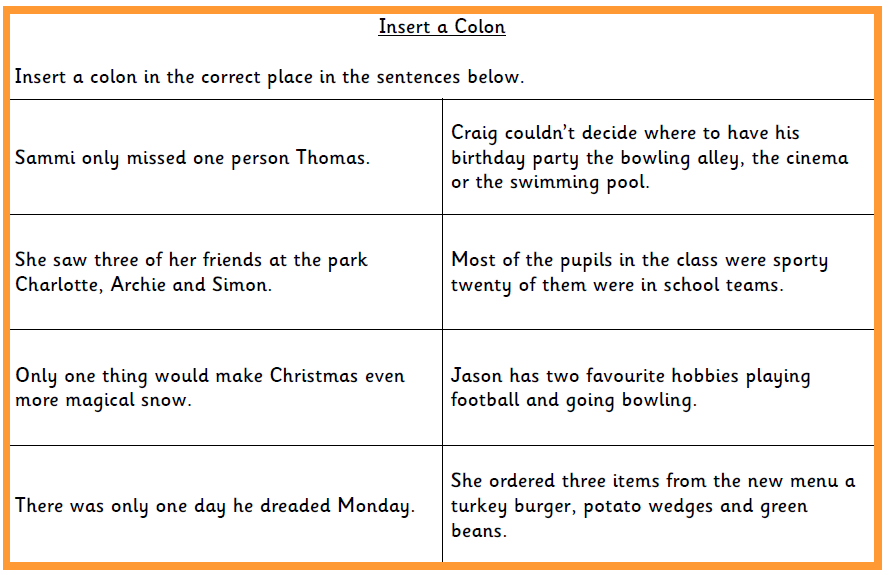 Insert a Colon
Insert a colon in the correct place in the sentences below.
Sammi only missed one person Thomas.
Craig couldn’t decide where to have his
birthday party the bowling alley, the cinema
or the swimming pool.
She saw three of her friends at the park
Charlotte, Archie and Simon.
Most of the pupils in the class were sporty
twenty of them were in school teams.
Only one thing would make Christmas even
more magical snow.
Jason has two favourite hobbies playing
football and going bowling.
There was only one day he dreaded Monday.
She ordered three items from the new menu a
turkey burger, potato wedges and green
beans.